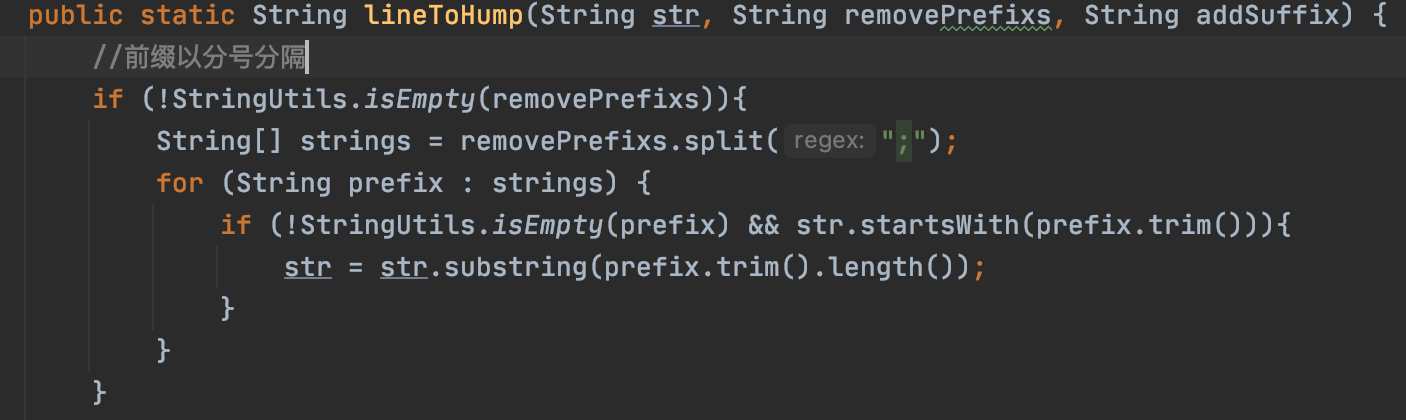 public static String lineToHump(String str, String removePrefixs, String addSuffix) {
//前缀以分号分隔
if (!StringUtils.isEmpty(removePrefixs)){
String[] strings = removePrefixs.split( regex: ";");
for (String prefix : strings) {
if (!StringUtils.isEmpty(prefix) && str.startsWith(prefix.trim())){
str = str.substring(prefix.trim().length());
}
}
}